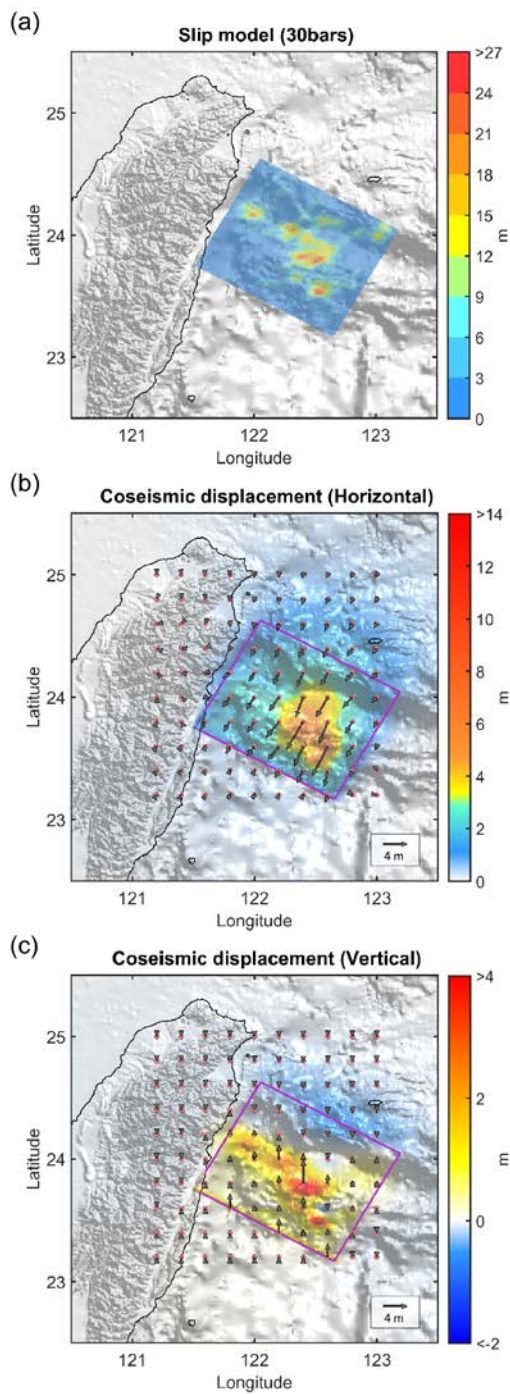 (a)
Slip model (30bars)
>27
24
21
18
15
12
9
6
3
0
m
25
24
23
Latitude
121
122
123
Longitude
(b)
Coseismic displacement (Horizontal)
>14
12
10
8
6
4
2
0
m
25
24
23
Latitude
4 m
121
122
123
Longitude
(c)
Coseismic displacement (Vertical)
>4
2
0
<-2
m
25
24
23
Latitude
4 m
121
122
123
Longitude